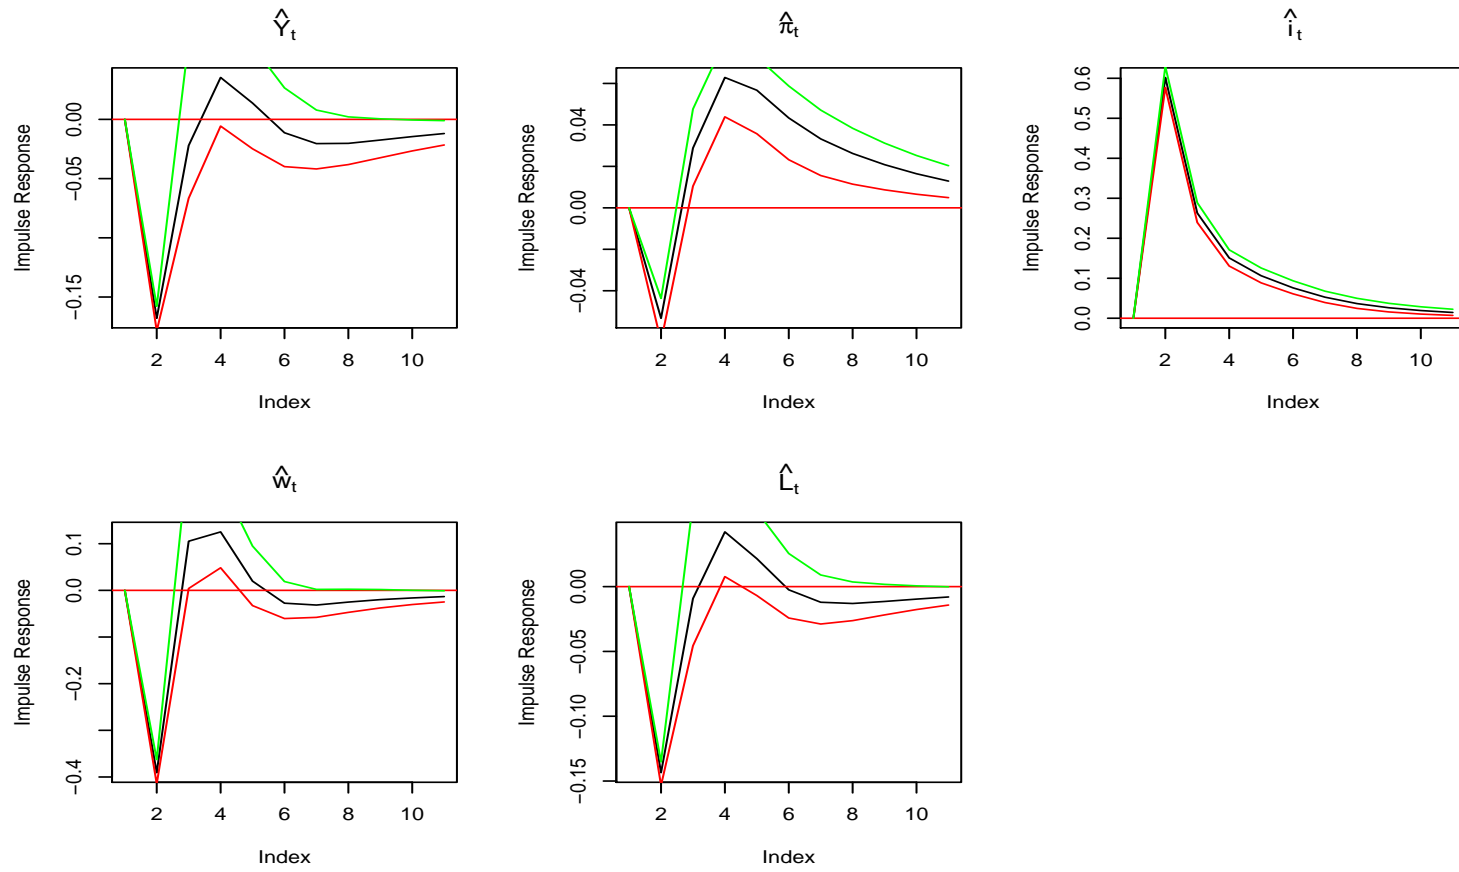 Ŷt
Impulse Response
0.00
−0.05
−0.15
2 4 6 8 10
Index
π̂t
Impulse Response
0.04
0.00
−0.04
2 4 6 8 10
Index
ît
Impulse Response
0.6
0.5
0.4
0.3
0.2
0.1
0.0
2 4 6 8 10
Index
ŵt
Impulse Response
0.1
0.0
−0.2
−0.4
2 4 6 8 10
Index
L̂t
Impulse Response
0.00
−0.05
−0.10
−0.15
2 4 6 8 10
Index